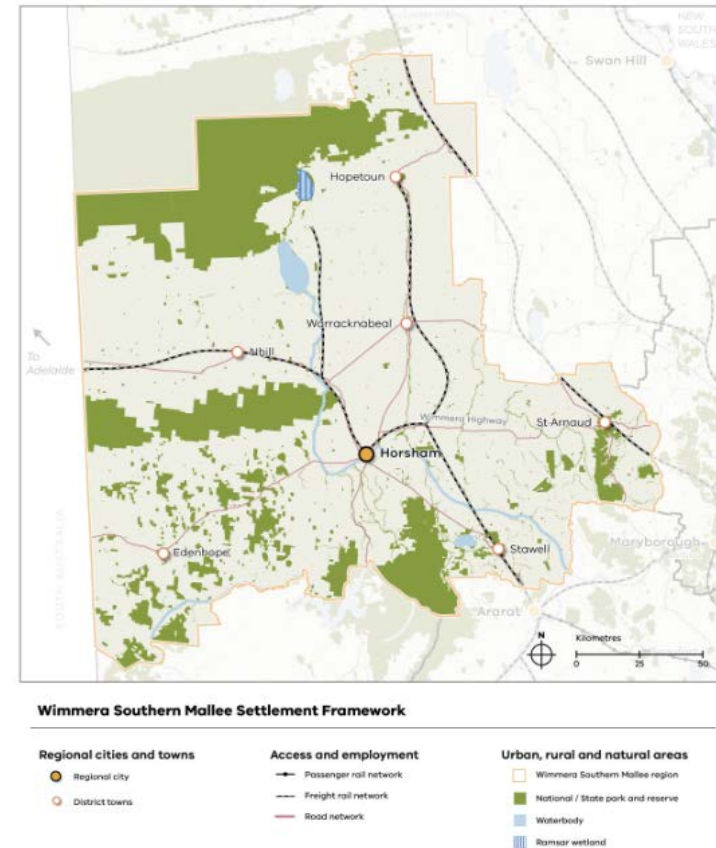 NEW
SOUTH
WALES
Swan Hill
Hopetoun
Warracknabeal
To
Adelaide
Nhill
Wimmera Highway
St Arnaud
Horsham
SOUTH AUSTRALIA
Edenhope
Stawell
Maryborough
Ararat
N
Kilometres
0 25 50
Wimmera Southern Mallee Settlement Framework
Regional cities and towns
Regional city
District towns
Access and employment
Passenger rail network
Freight rail network
Road network
Urban, rural and natural areas
Wimmera Southern Mallee region
National / State park and reserve
Waterbody
Ramsar wetland